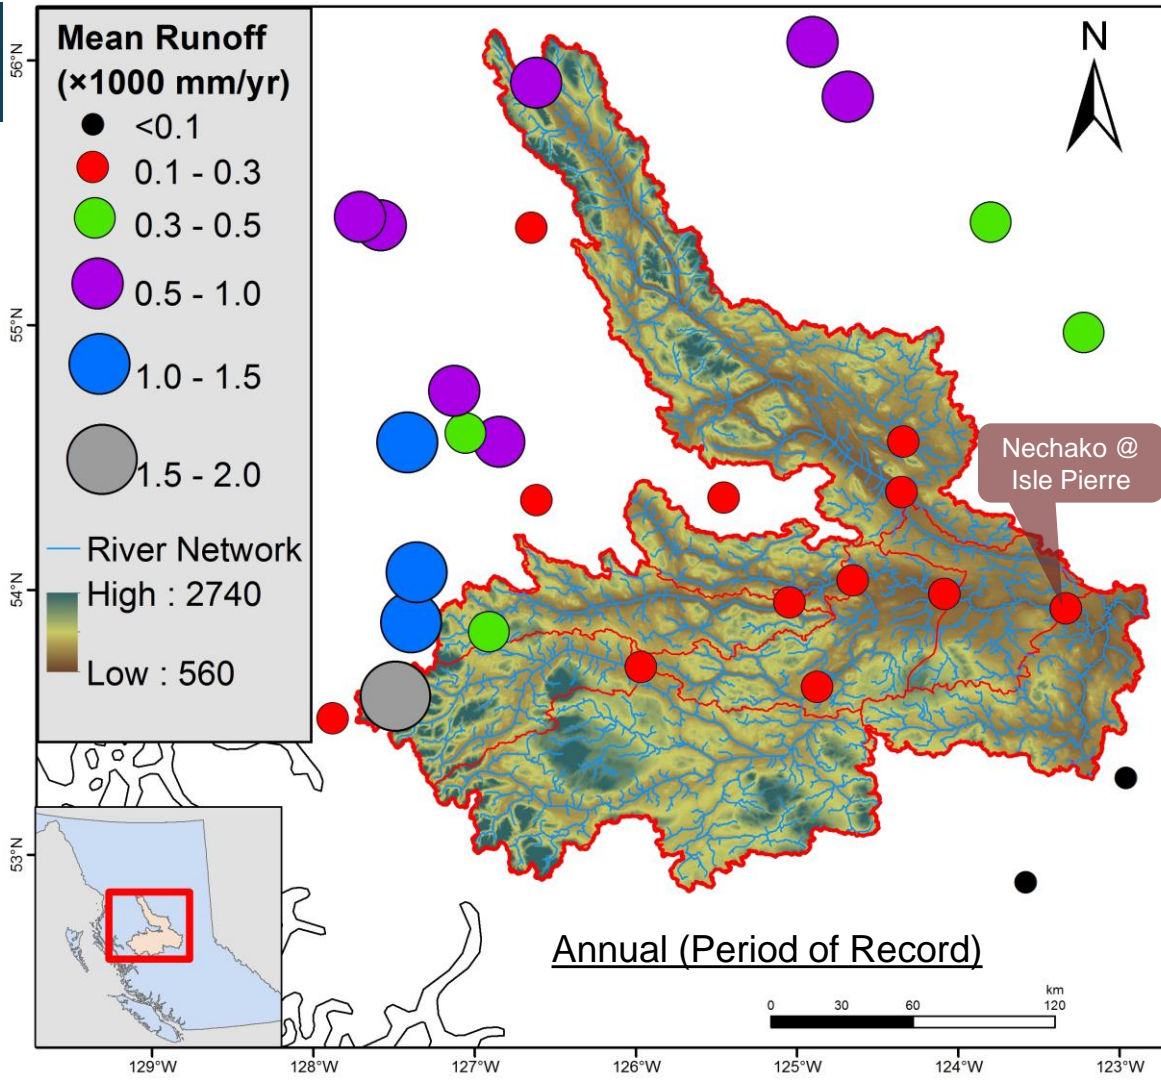 Mean Runoff
(×1000 mm/yr)
<0.1
0.1 - 0.3
0.3 - 0.5
0.5 - 1.0
1.0 - 1.5
1.5 - 2.0
River Network
High : 2740
Low : 560
N
Nechako @
Isle Pierre
Annual (Period of Record)
km
0 30 60 120
56°N
55°N
54°N
53°N
129°W 128°W 127°W 126°W 125°W 124°W 123°W